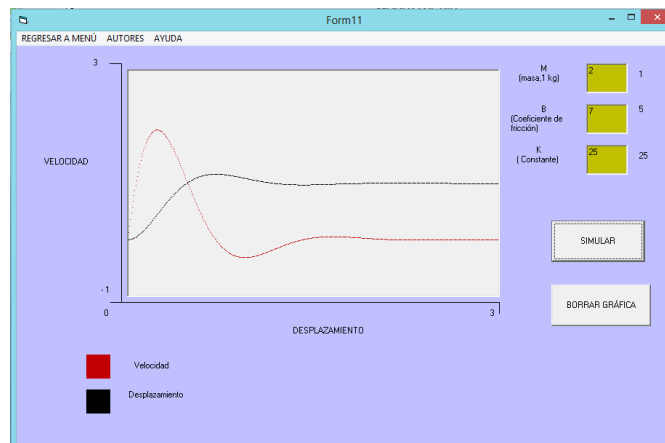 Form11
REGRESAR A MENÚ AUTORES AYUDA
3
VELOCIDAD
-1
0
3
DESPLAZAMIENTO
M
(masa,1 kg)
2
1
B
(Coeficiente de
fricción)
7
5
K
( Constante)
25
25
SIMULAR
BORRAR GRÁFICA
Velocidad
Desplazamiento